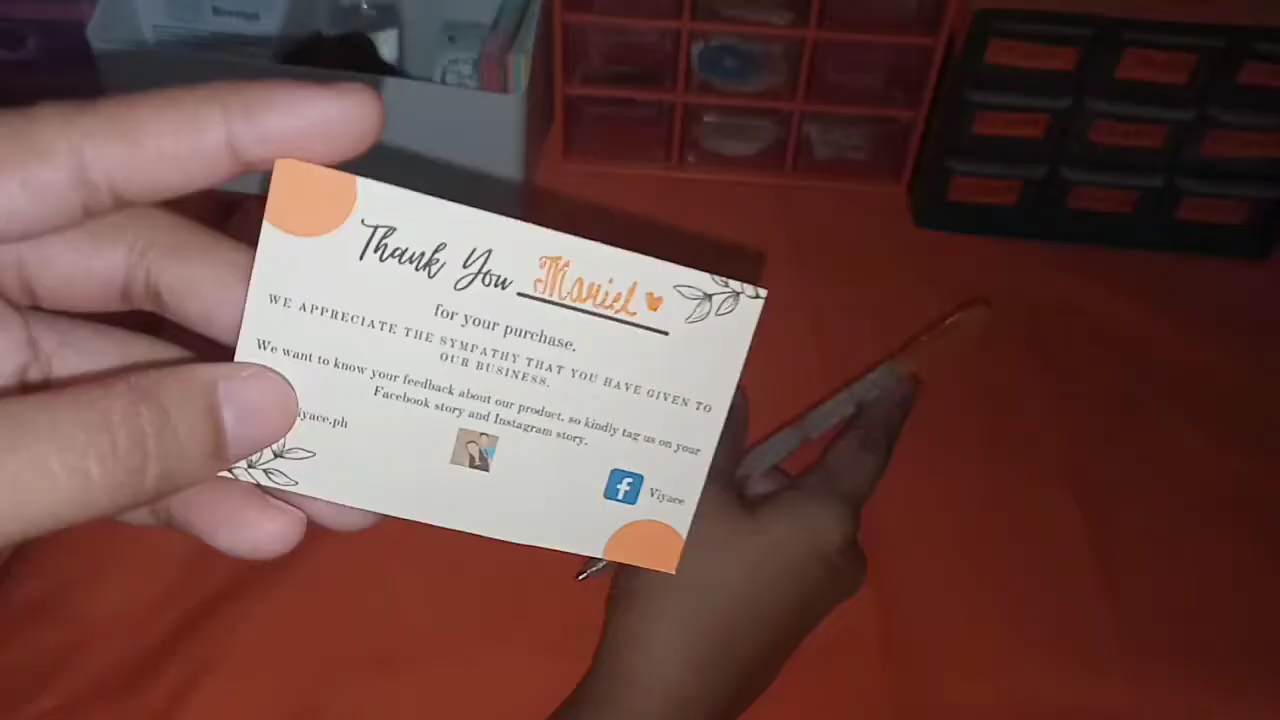 Receipt
Thank You Mariel
for your purchase.
WE APPRECIATE THE SYMPATHY THAT YOU HAVE GIVEN TO
OUR BUSINESS.
We want to know your feedback about our product, so kindly tag us on your
Facebook story and Instagram story.
iyace.ph
f Viyace